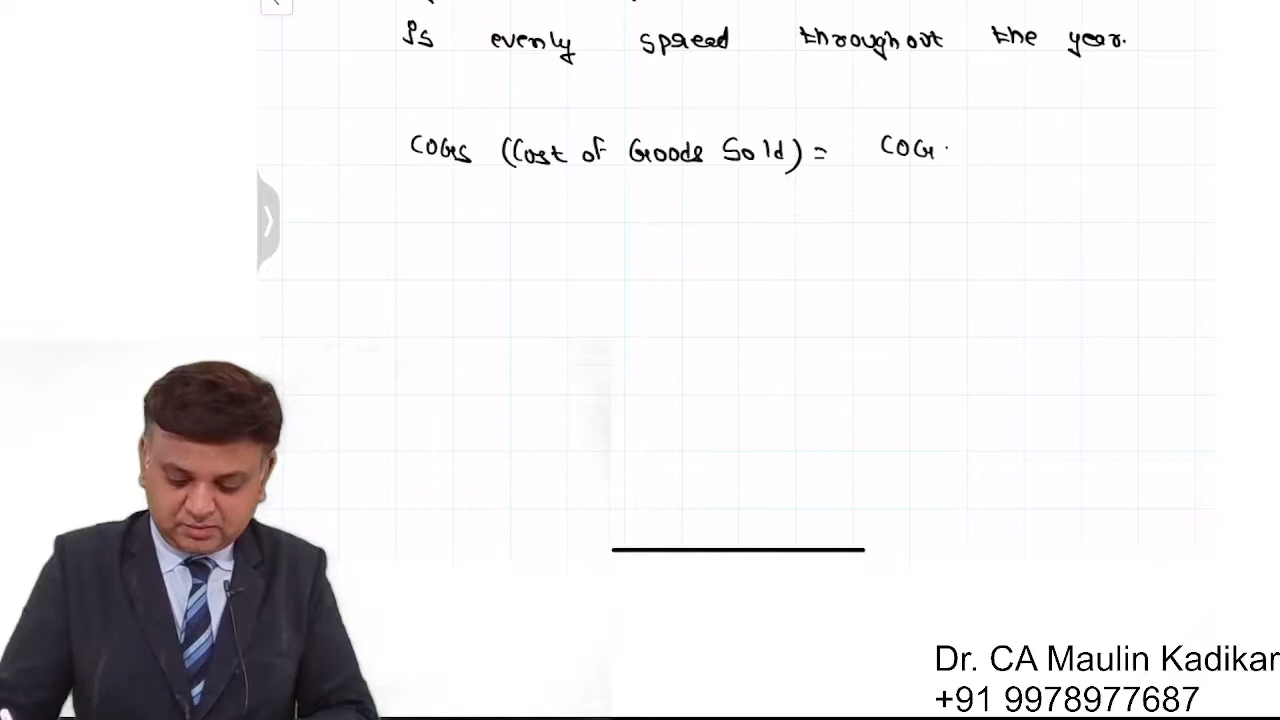 Is evenly spread throughout the year.
COGS (Cost of Goods Sold) = COG.
Dr. CA Maulin Kadikar
+91 9978977687